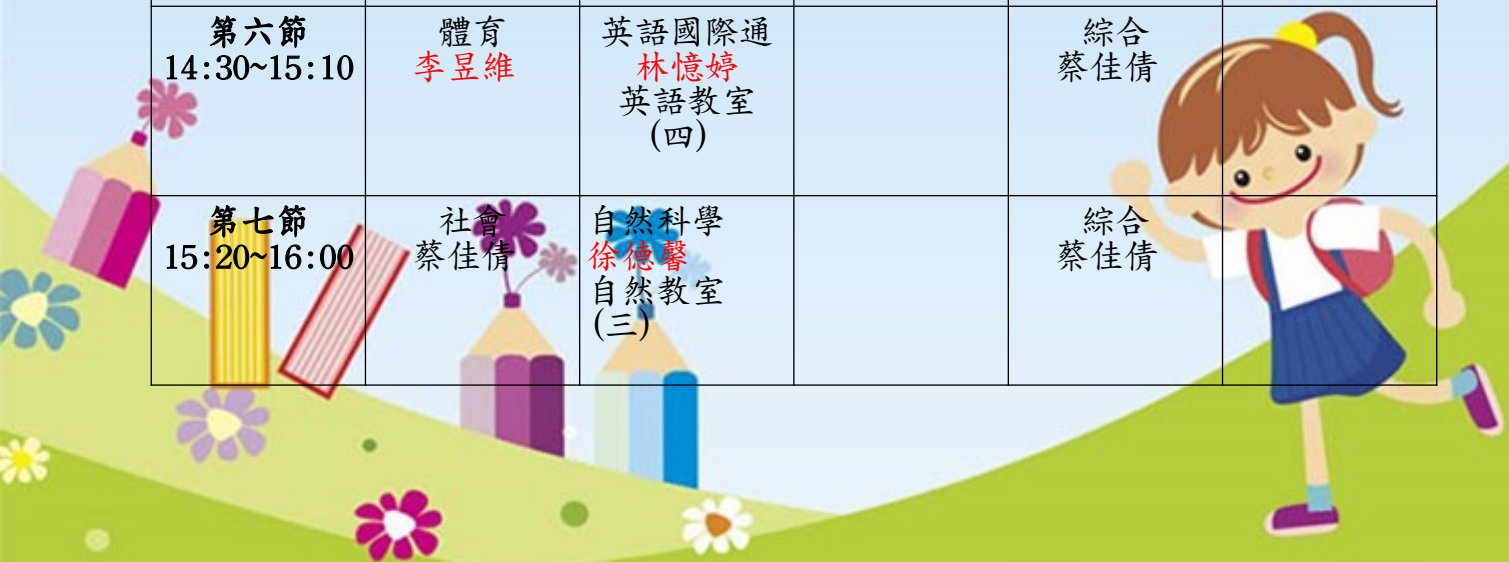 第六節
14:30~15:10
體育
李昱維
英語國際通
林憶婷
英語教室
(四)
綜合
蔡佳倩
第七節
15:20~16:00
社會
蔡佳倩
自然科學
徐德馨
自然教室
(三)
綜合
蔡佳倩